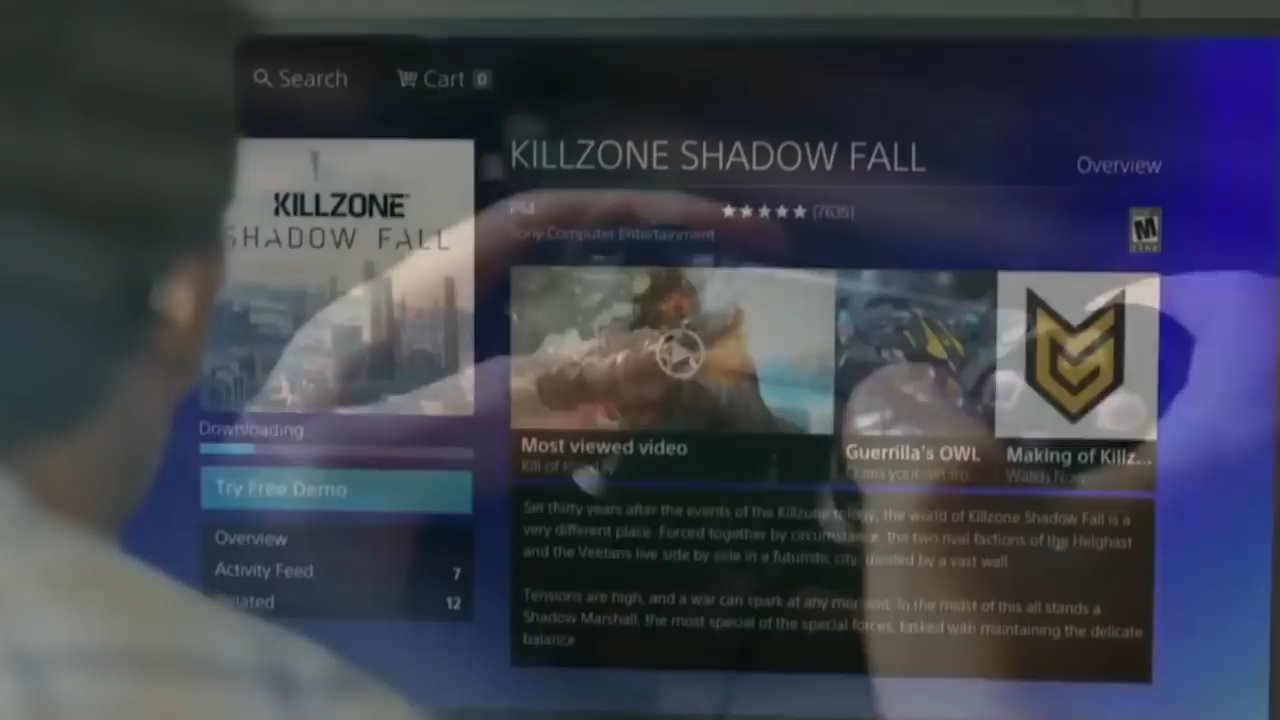 Search
Cart 0
KILLZONE SHADOW FALL
Overview
KILLZONE
SHADOW FALL
PS4
★★★★★ (7635)
Sony Computer Entertainment
M
Downloading
Most viewed video
Kill of
Guerrilla's OWL
Making of Killz...
Watch Now
Try Free Demo
Overview
Activity Feed 7
Related 12
Set thirty years after the events of the Killzone trilogy, the world of Killzone Shadow Fall is a
very different place. Forced together by circumstance, the two rival factions of the Helghast
and the Vektans live side by side in a futuristic city, divided by a vast wall.
Tensions are high, and a war can spark at any moment. In the midst of this all stands a
Shadow Marshall, the most special of the special forces, tasked with maintaining the delicate
balance